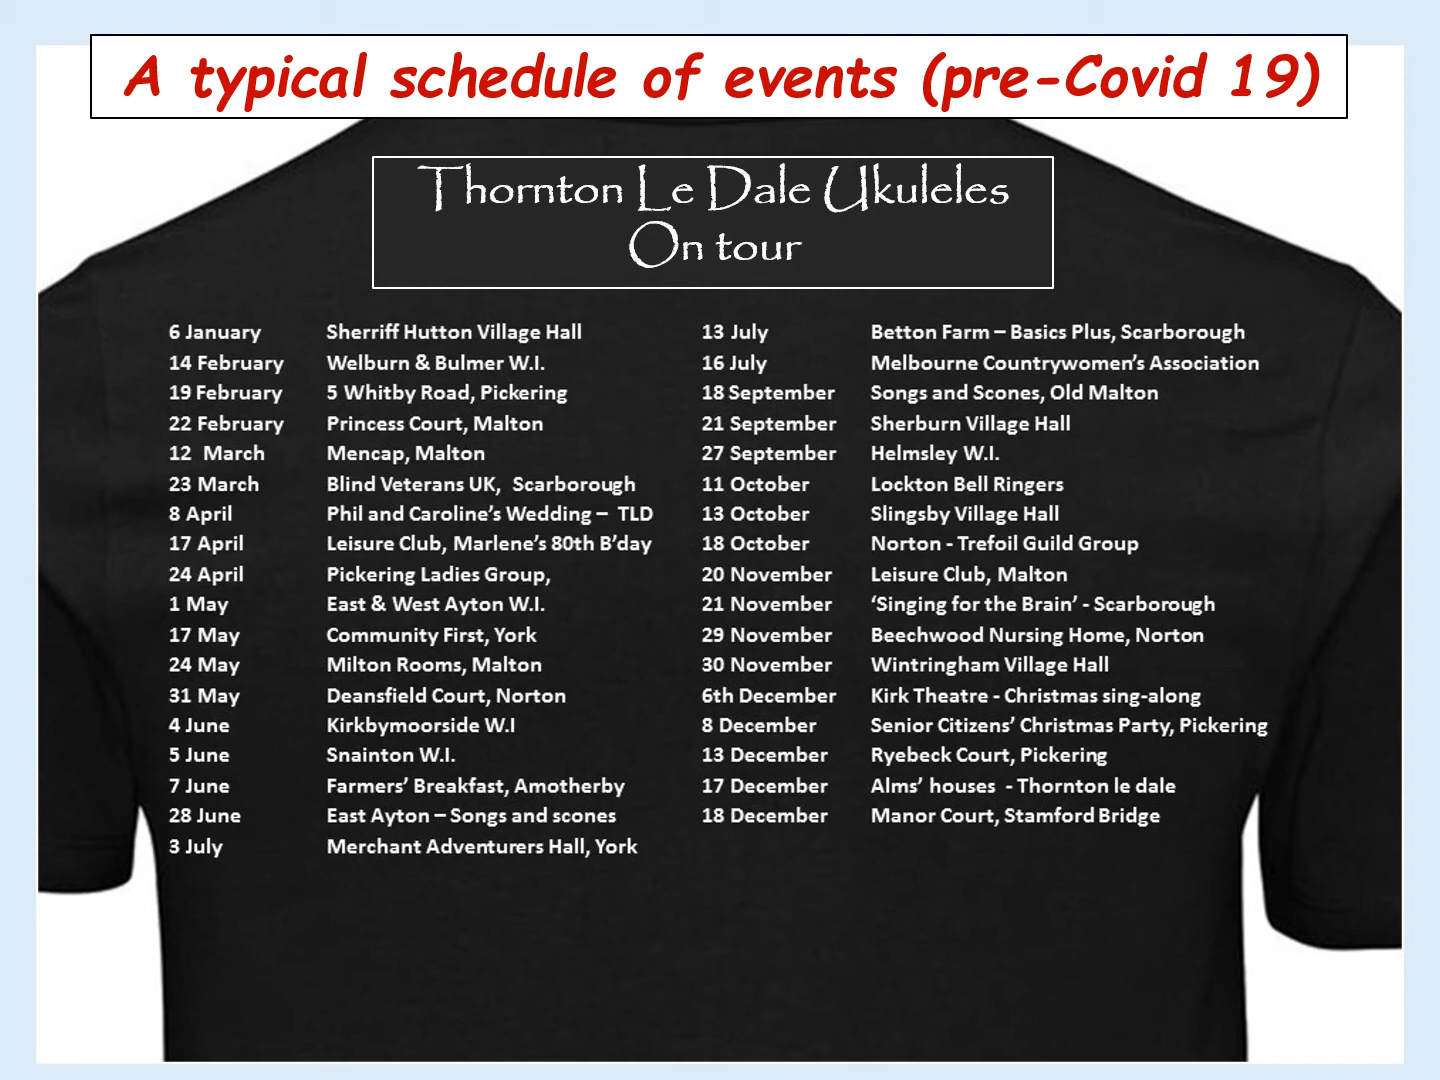 A typical schedule of events (pre-Covid 19)
Thornton Le Dale Ukuleles
On tour
6 January Sherriff Hutton Village Hall
14 February Welburn & Bulmer W.I.
19 February 5 Whitby Road, Pickering
22 February Princess Court, Malton
12 March Mencap, Malton
23 March Blind Veterans UK, Scarborough
8 April Phil and Caroline’s Wedding – TLD
17 April Leisure Club, Marlene’s 80th B’day
24 April Pickering Ladies Group,
1 May East & West Ayton W.I.
17 May Community First, York
24 May Milton Rooms, Malton
31 May Deansfield Court, Norton
4 June Kirkbymoorside W.I
5 June Snainton W.I.
7 June Farmers’ Breakfast, Amotherby
28 June East Ayton – Songs and scones
3 July Merchant Adventurers Hall, York
13 July Betton Farm – Basics Plus, Scarborough
16 July Melbourne Countrywomen’s Association
18 September Songs and Scones, Old Malton
21 September Sherburn Village Hall
27 September Helmsley W.I.
11 October Lockton Bell Ringers
13 October Slingsby Village Hall
18 October Norton - Trefoil Guild Group
20 November Leisure Club, Malton
21 November ‘Singing for the Brain’ - Scarborough
29 November Beechwood Nursing Home, Norton
30 November Wintringham Village Hall
6th December Kirk Theatre - Christmas sing-along
8 December Senior Citizens’ Christmas Party, Pickering
13 December Ryebeck Court, Pickering
17 December Alms’ houses - Thornton le dale
18 December Manor Court, Stamford Bridge